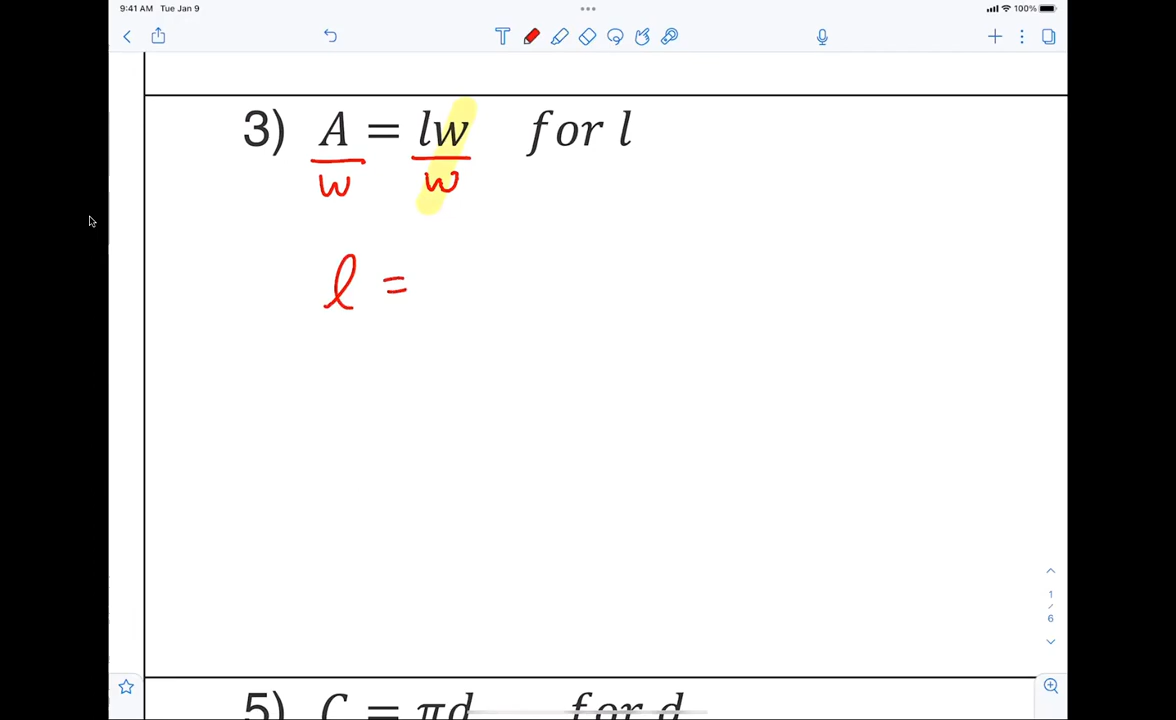 9:41 AM Tue Jan 9
100%
3) A = lw for l
w w
l =
1
/
6
5) C = πd for d